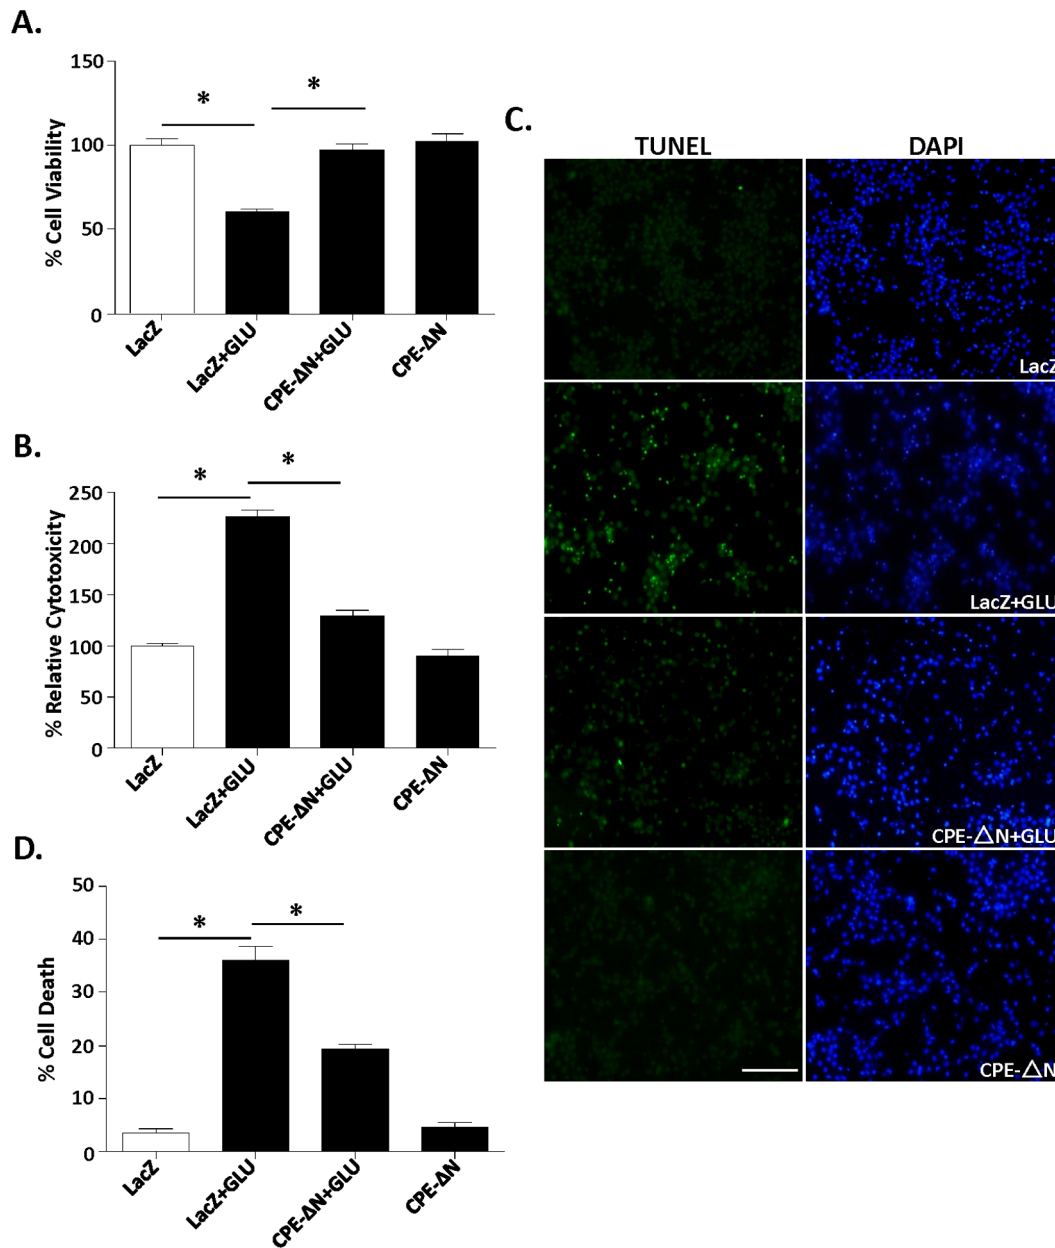 A.
% Cell Viability
150
100
50
0
*
*
LacZ
LacZ+GLU
CPE-ΔN+GLU
CPE-ΔN
B.
% Relative Cytotoxicity
250
200
150
100
50
0
*
*
LacZ
LacZ+GLU
CPE-ΔN+GLU
CPE-ΔN
C.
TUNEL
DAPI
LacZ
LacZ+GLU
CPE-△N+GLU
CPE-△N
D.
% Cell Death
50
40
30
20
10
0
*
*
LacZ
LacZ+GLU
CPE-ΔN+GLU
CPE-ΔN